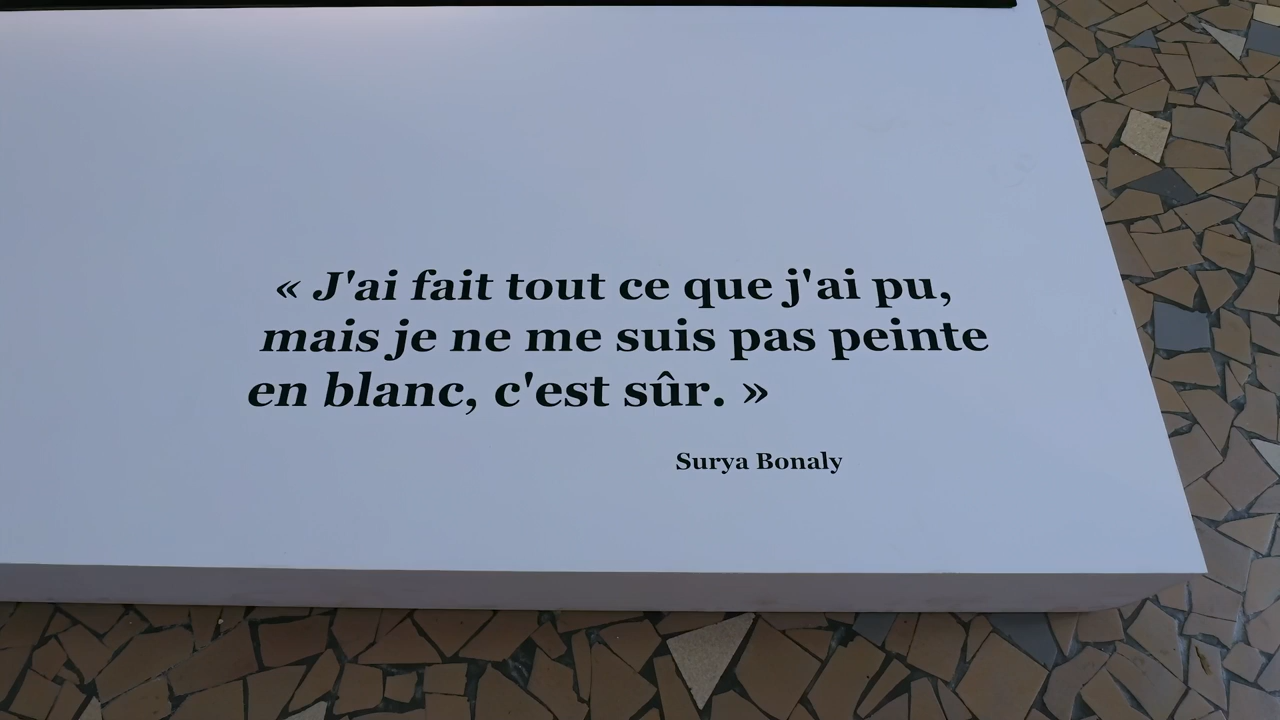 « J'ai fait tout ce que j'ai pu,
mais je ne me suis pas peinte
en blanc, c'est sûr. »
Surya Bonaly